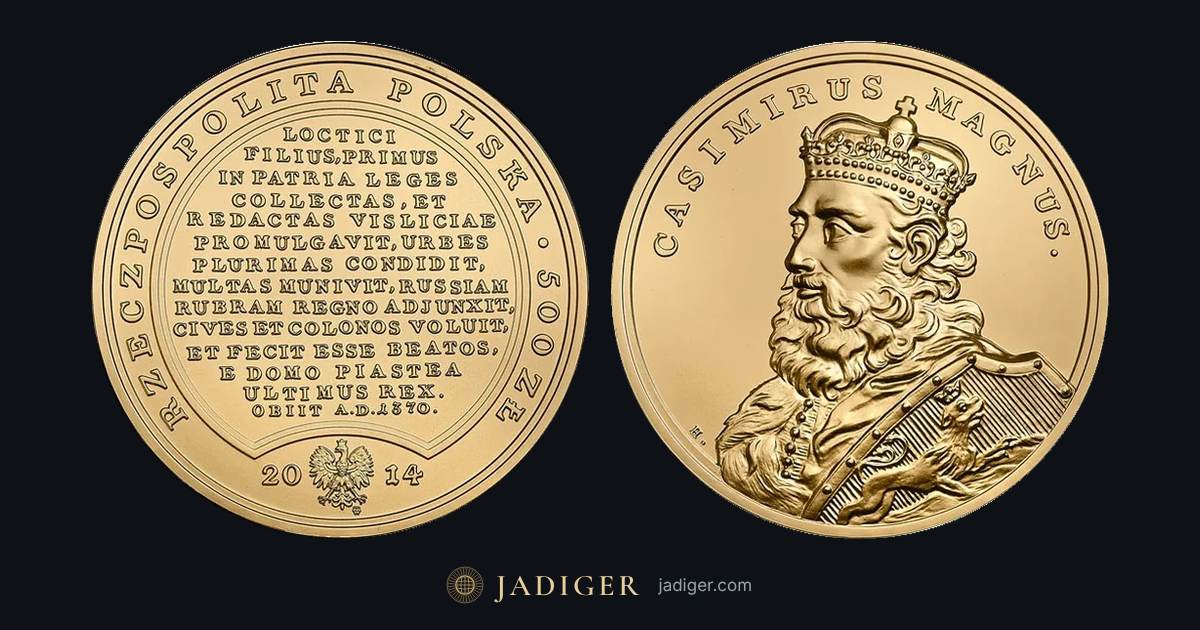 RZECZPOSPOLITA POLSKA · 500 ZŁ
LOCTICI
FILIUS, PRIMUS
IN PATRIA LEGES
COLLECTAS, ET
REDACTAS VISLICIAE
PROMULGAVIT, URBES
PLURIMAS CONDIDIT,
MULTAS MUNIVIT, RUSSIAM
RUBRAM REGNO ADJUNXIT,
CIVES ET COLONOS VOLUIT,
ET FECIT ESSE BEATOS,
E DOMO PIASTEA
ULTIMUS REX.
OBIIT A.D.1370.
20 14
CASIMIRUS MAGNUS ·
H.
JADIGER jadiger.com